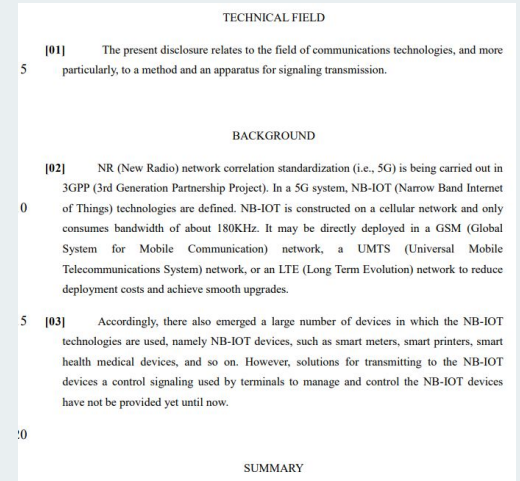 TECHNICAL FIELD
[01] The present disclosure relates to the field of communications technologies, and more
5 particularly, to a method and an apparatus for signaling transmission.
BACKGROUND
[02] NR (New Radio) network correlation standardization (i.e., 5G) is being carried out in
3GPP (3rd Generation Partnership Project). In a 5G system, NB-IOT (Narrow Band Internet
0 of Things) technologies are defined. NB-IOT is constructed on a cellular network and only
consumes bandwidth of about 180KHz. It may be directly deployed in a GSM (Global
System for Mobile Communication) network, a UMTS (Universal Mobile
Telecommunications System) network, or an LTE (Long Term Evolution) network to reduce
deployment costs and achieve smooth upgrades.
5 [03] Accordingly, there also emerged a large number of devices in which the NB-IOT
technologies are used, namely NB-IOT devices, such as smart meters, smart printers, smart
health medical devices, and so on. However, solutions for transmitting to the NB-IOT
devices a control signaling used by terminals to manage and control the NB-IOT devices
have not be provided yet until now.
20
SUMMARY